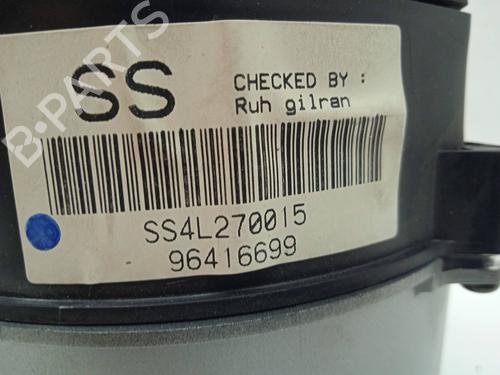 B-PARTS
SS
CHECKED BY :
Ruh gilran
SS4L270015
96416699